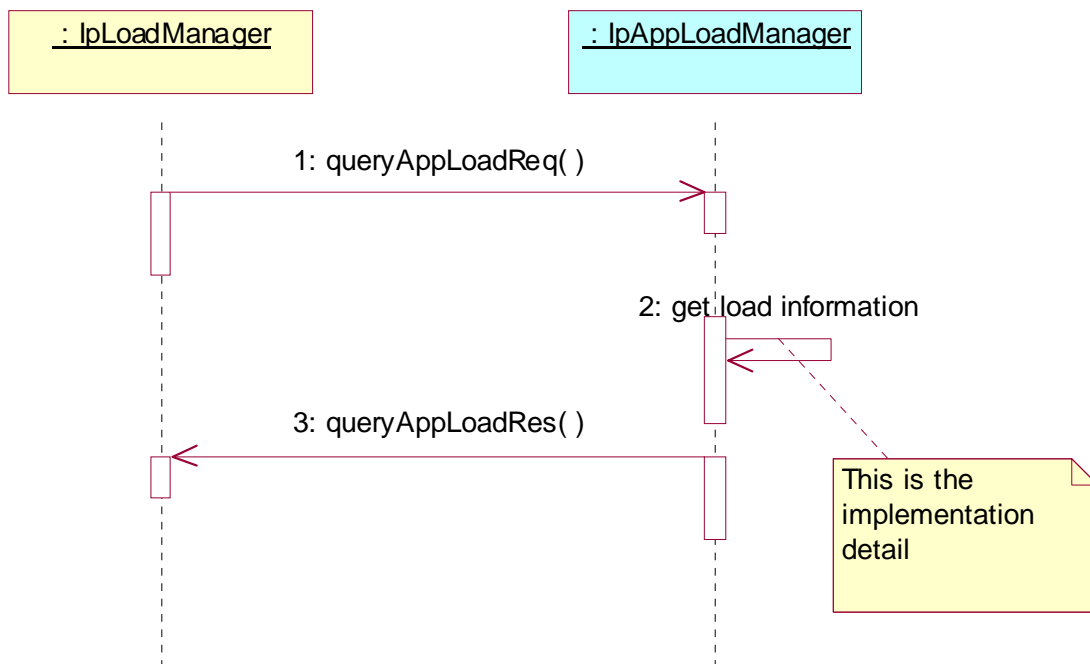 : IpLoadManager
: IpAppLoadManager
1: queryAppLoadReq( )
2: get load information
3: queryAppLoadRes( )
This is the
implementation
detail